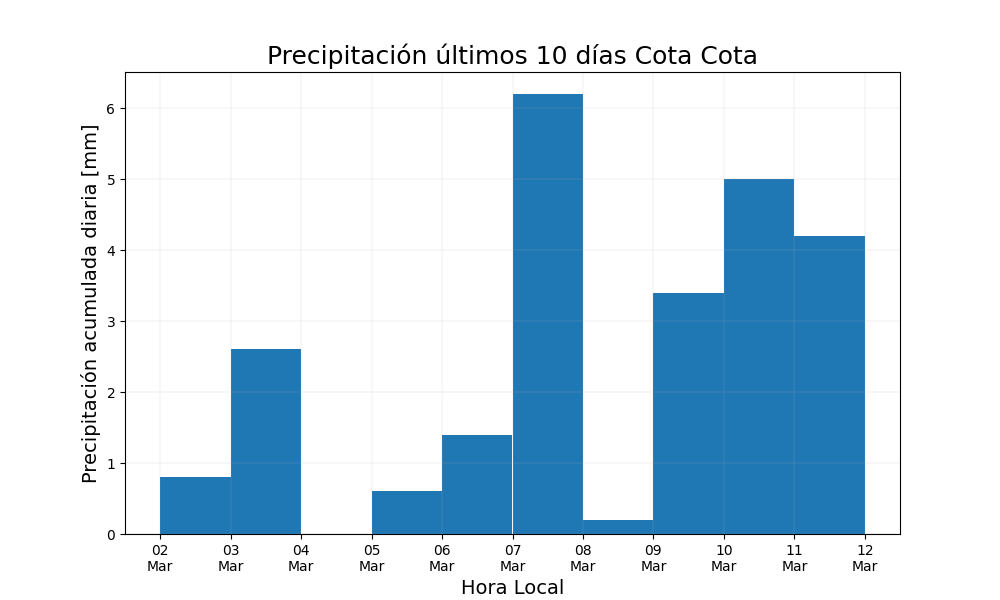 Precipitación últimos 10 días Cota Cota
Precipitación acumulada diaria [mm]
6
5
4
3
2
1
0
02 03 04 05 06 07 08 09 10 11 12
Mar Mar Mar Mar Mar Mar Mar Mar Mar Mar Mar
Hora Local